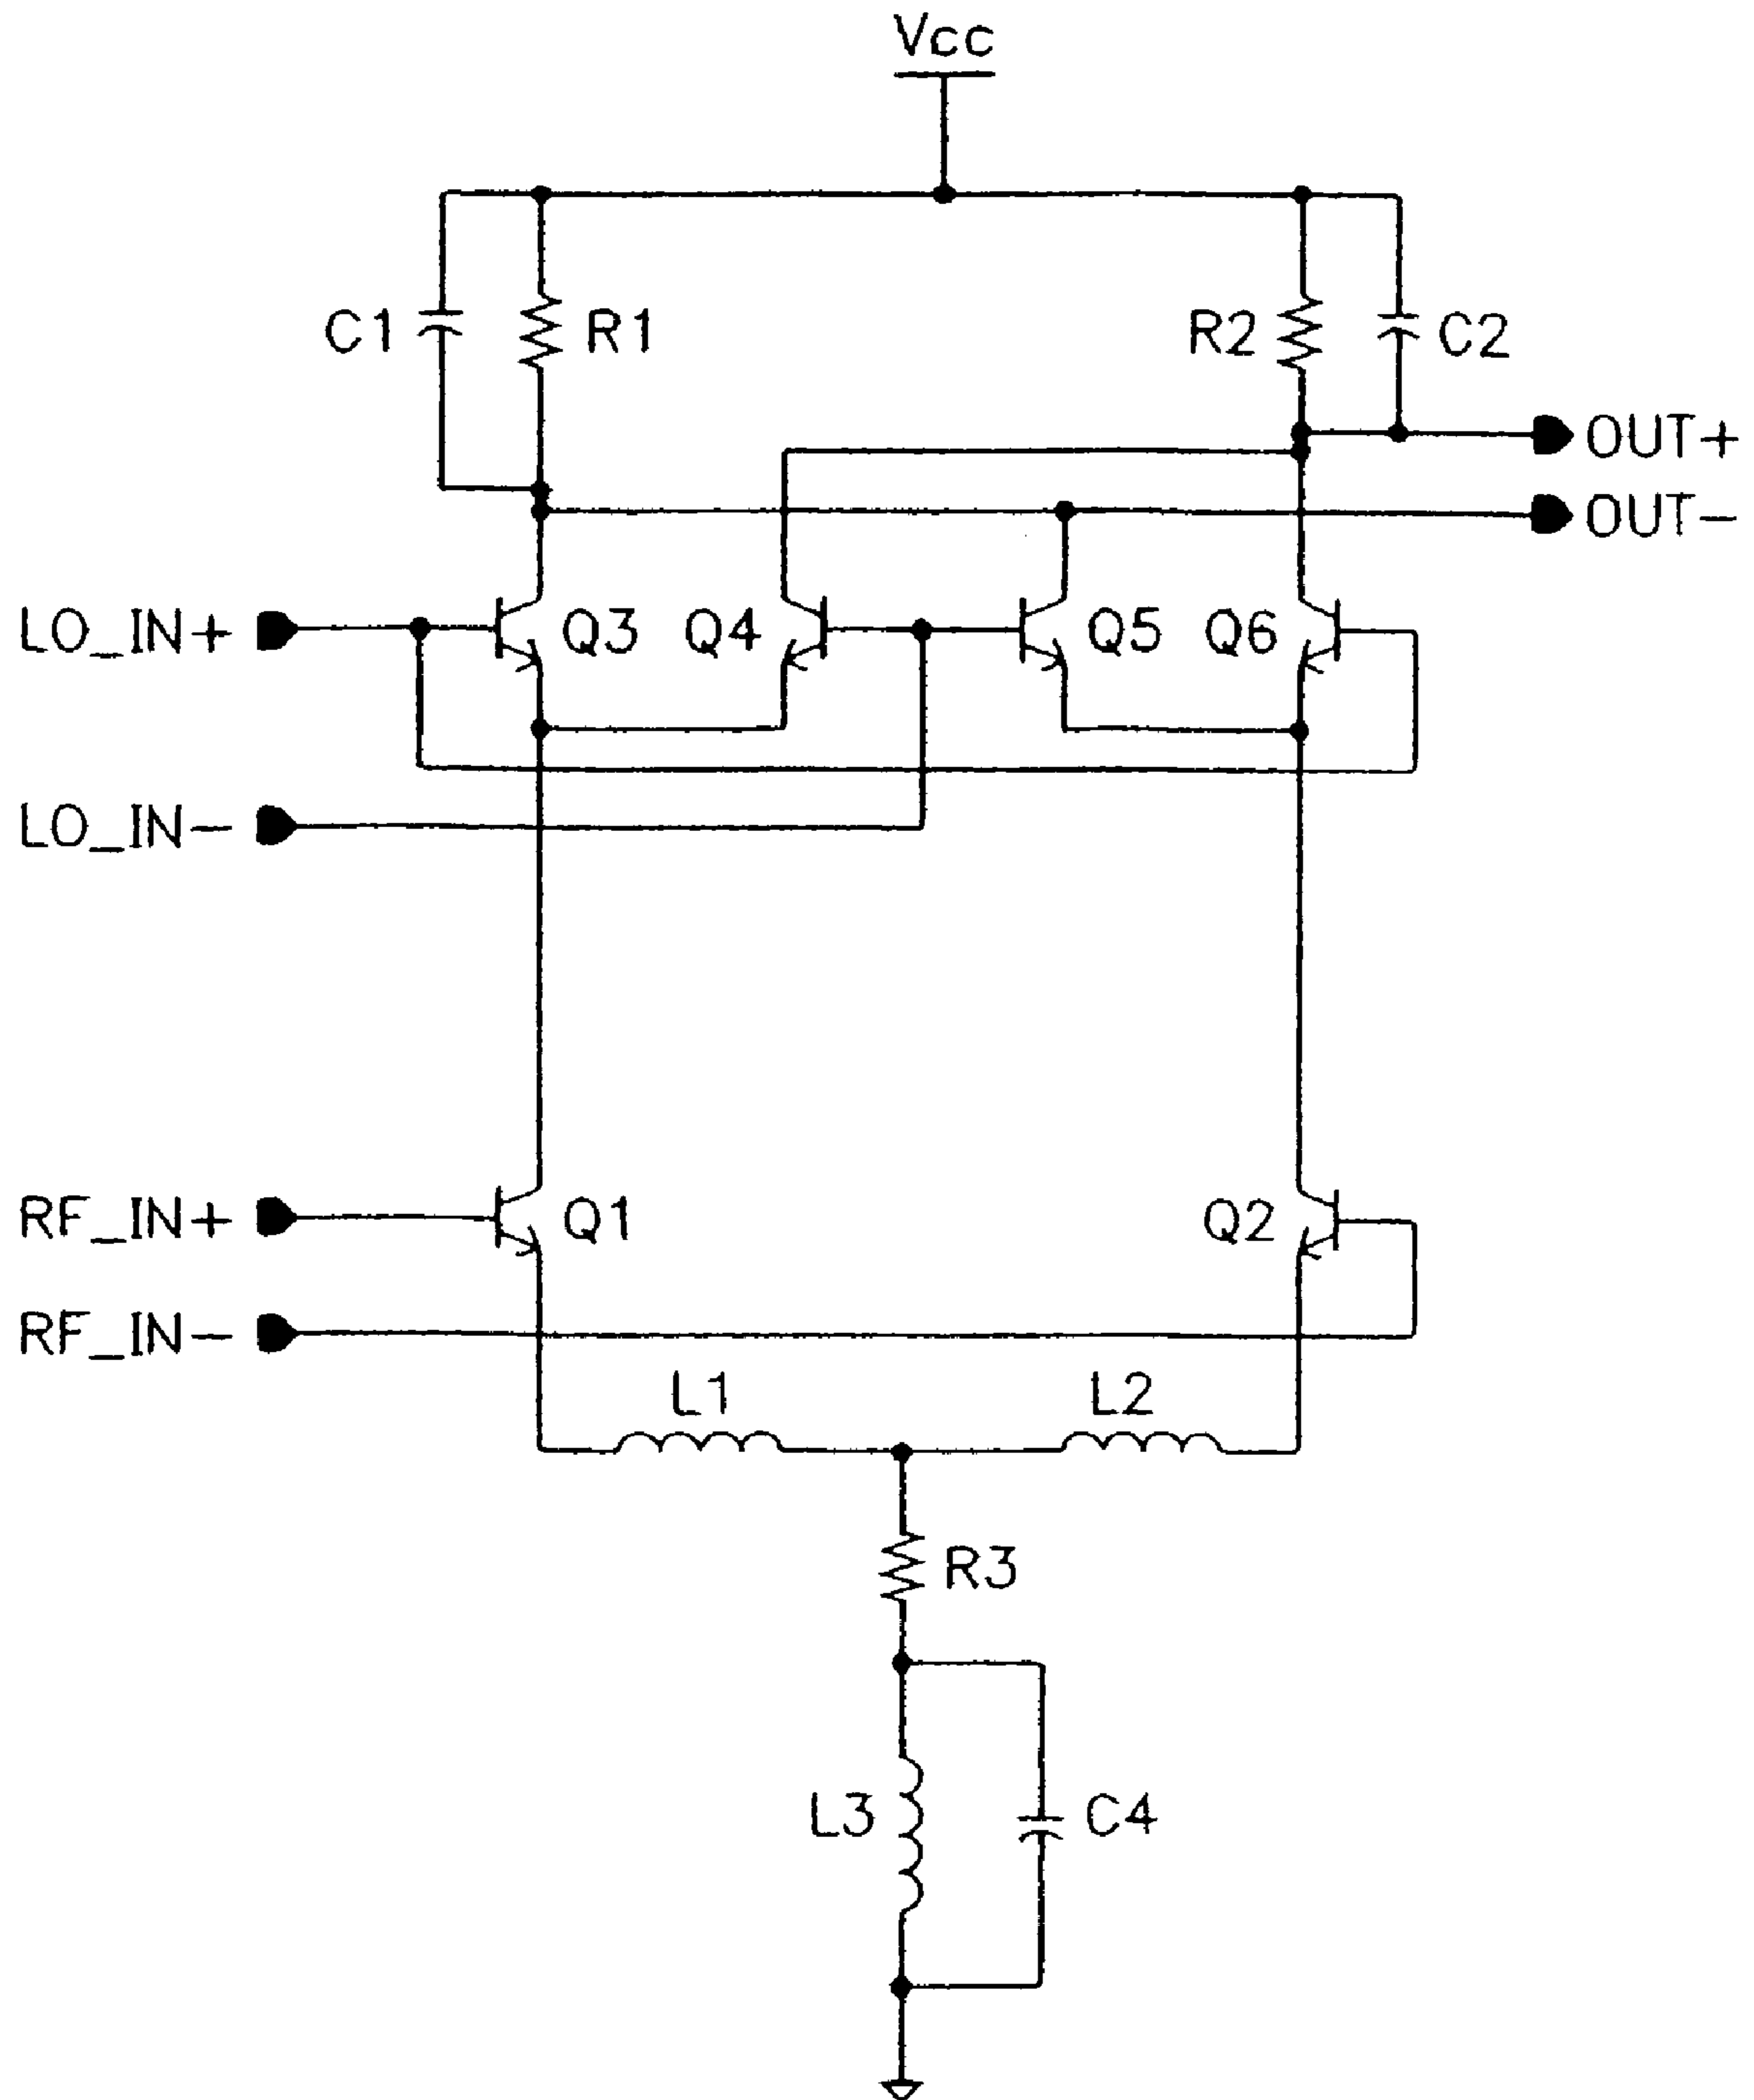 Vcc
C1 R1 R2 C2
OUT+
OUT-
LO_IN+ Q3 Q4 Q5 Q6
LO_IN-
RF_IN+ Q1 Q2
RF_IN-
L1 L2
R3
L3 C4